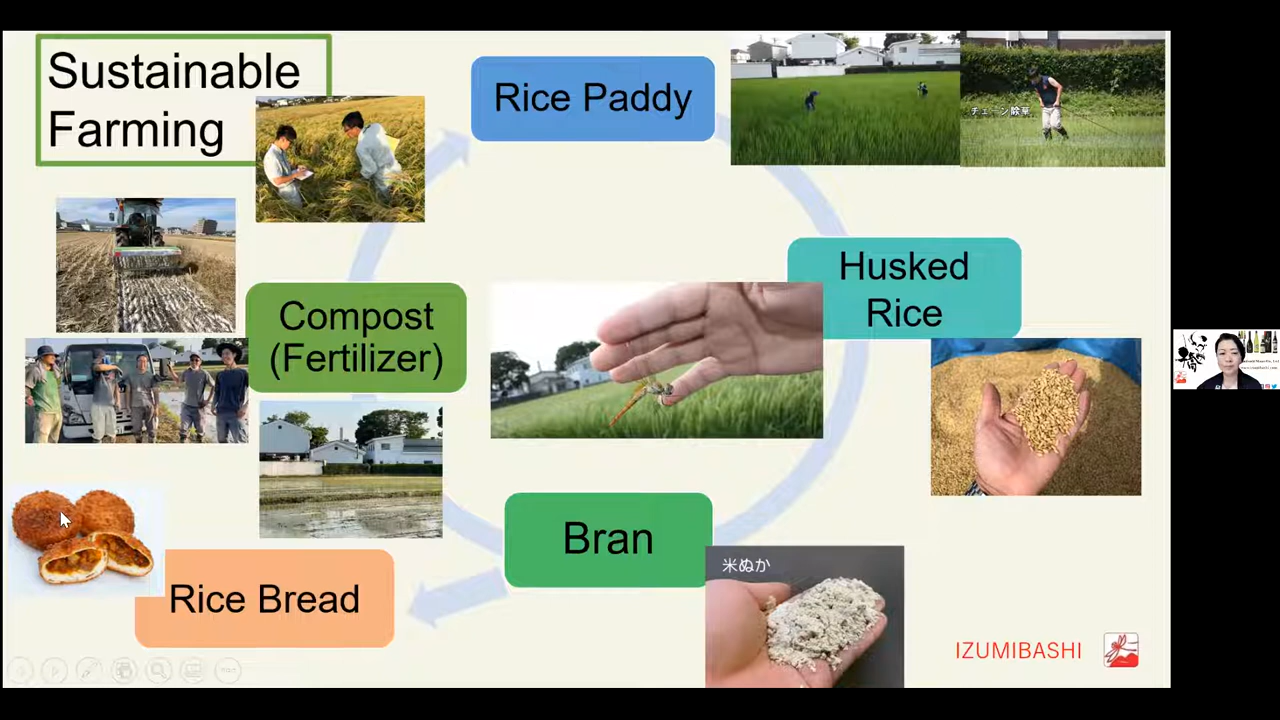 Sustainable
Farming
Rice Paddy
チェーン除草
Husked
Rice
Compost
(Fertilizer)
Bran
米ぬか
Rice Bread
IZUMIBASHI